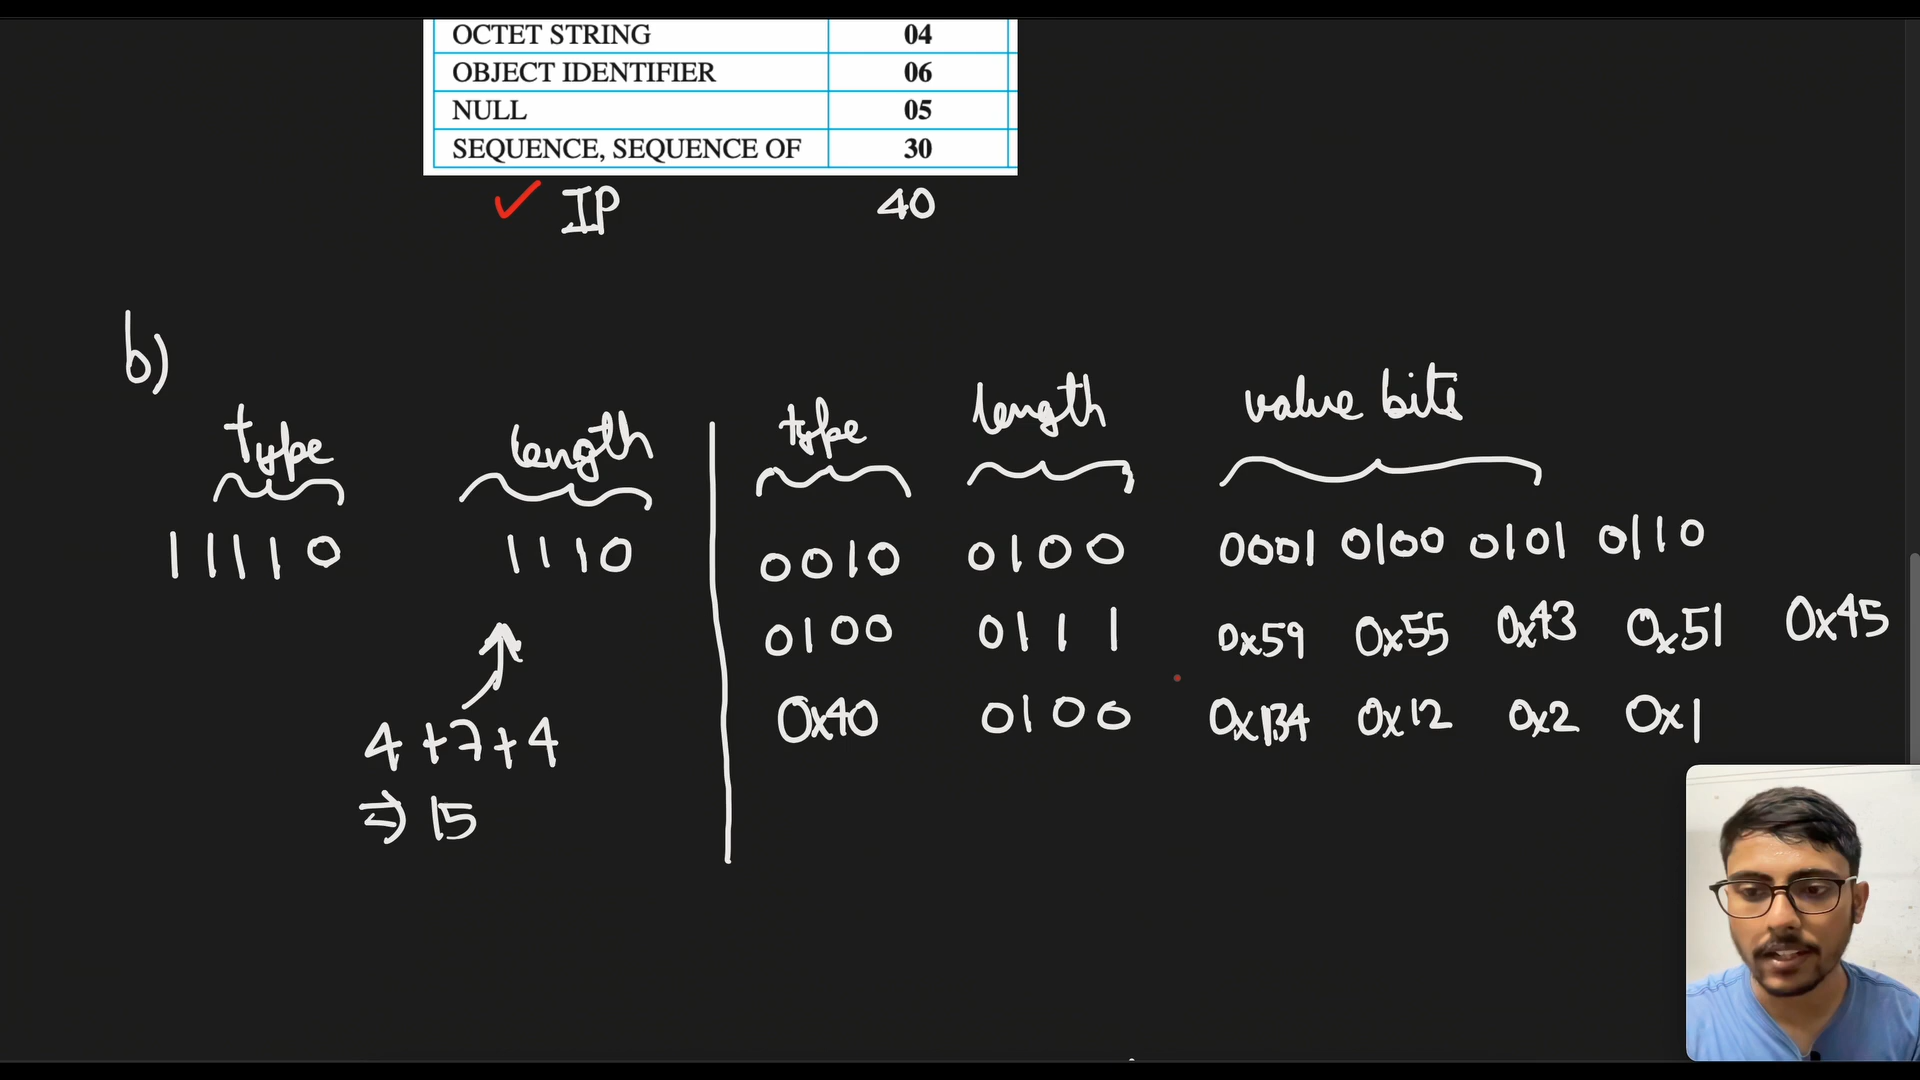 OCTET STRING 04
OBJECT IDENTIFIER 06
NULL 05
SEQUENCE, SEQUENCE OF 30
IP 40
b)
type length type length value bits
11110 1110 0010 0100 0001 0100 0101 0110
0100 0111 0x59 0x55 0x43 0x51 0x45
4+7+4 0x40 0100 0x134 0x12 0x2 0x1
⇒ 15